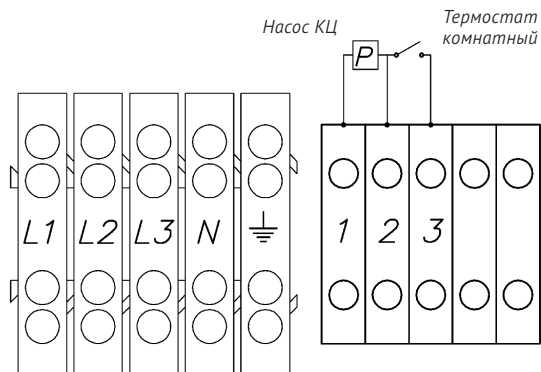 Насос КЦ
Термостат
комнатный
P
L1 L2 L3 N
1 2 3